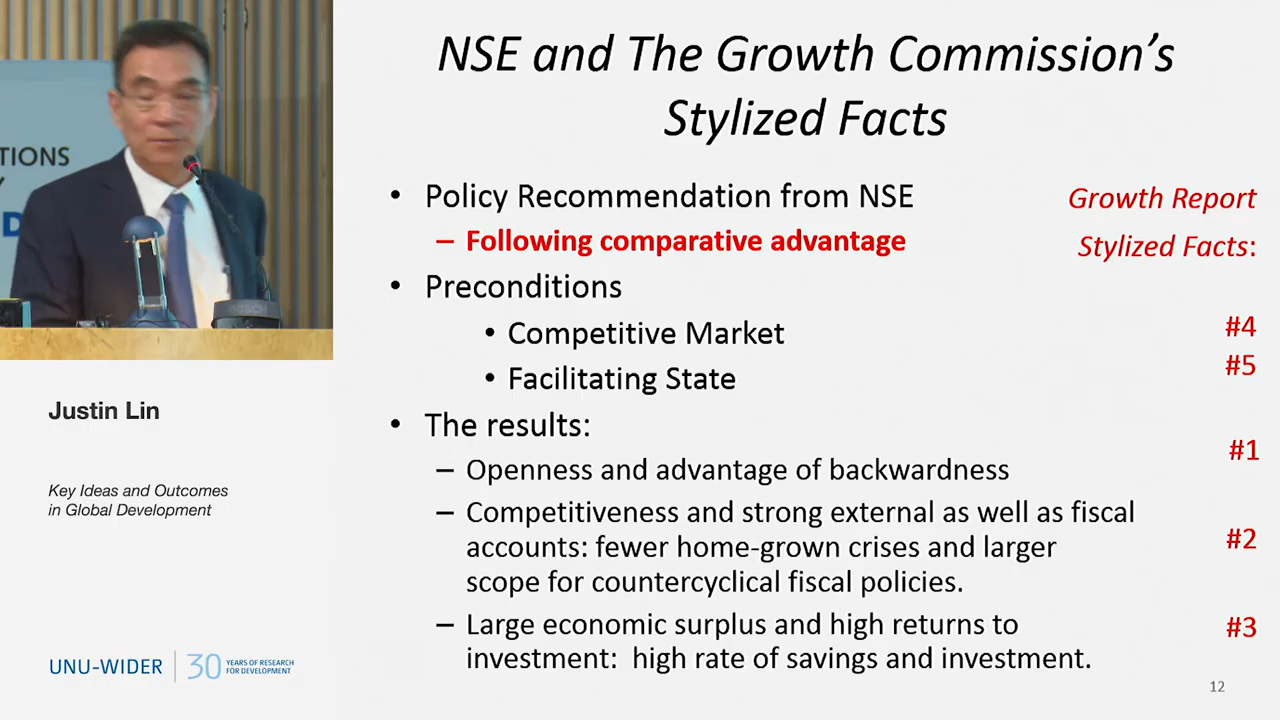 TIONS
Y
D
BOSCH
Justin Lin
Key Ideas and Outcomes
in Global Development
UNU-WIDER
30 YEARS OF RESEARCH
FOR DEVELOPMENT
NSE and The Growth Commission's
Stylized Facts
• Policy Recommendation from NSE
Growth Report
– Following comparative advantage
Stylized Facts:
• Preconditions
• Competitive Market #4
• Facilitating State #5
• The results:
#1
– Openness and advantage of backwardness
– Competitiveness and strong external as well as fiscal
accounts: fewer home-grown crises and larger #2
scope for countercyclical fiscal policies.
– Large economic surplus and high returns to #3
investment: high rate of savings and investment.
12